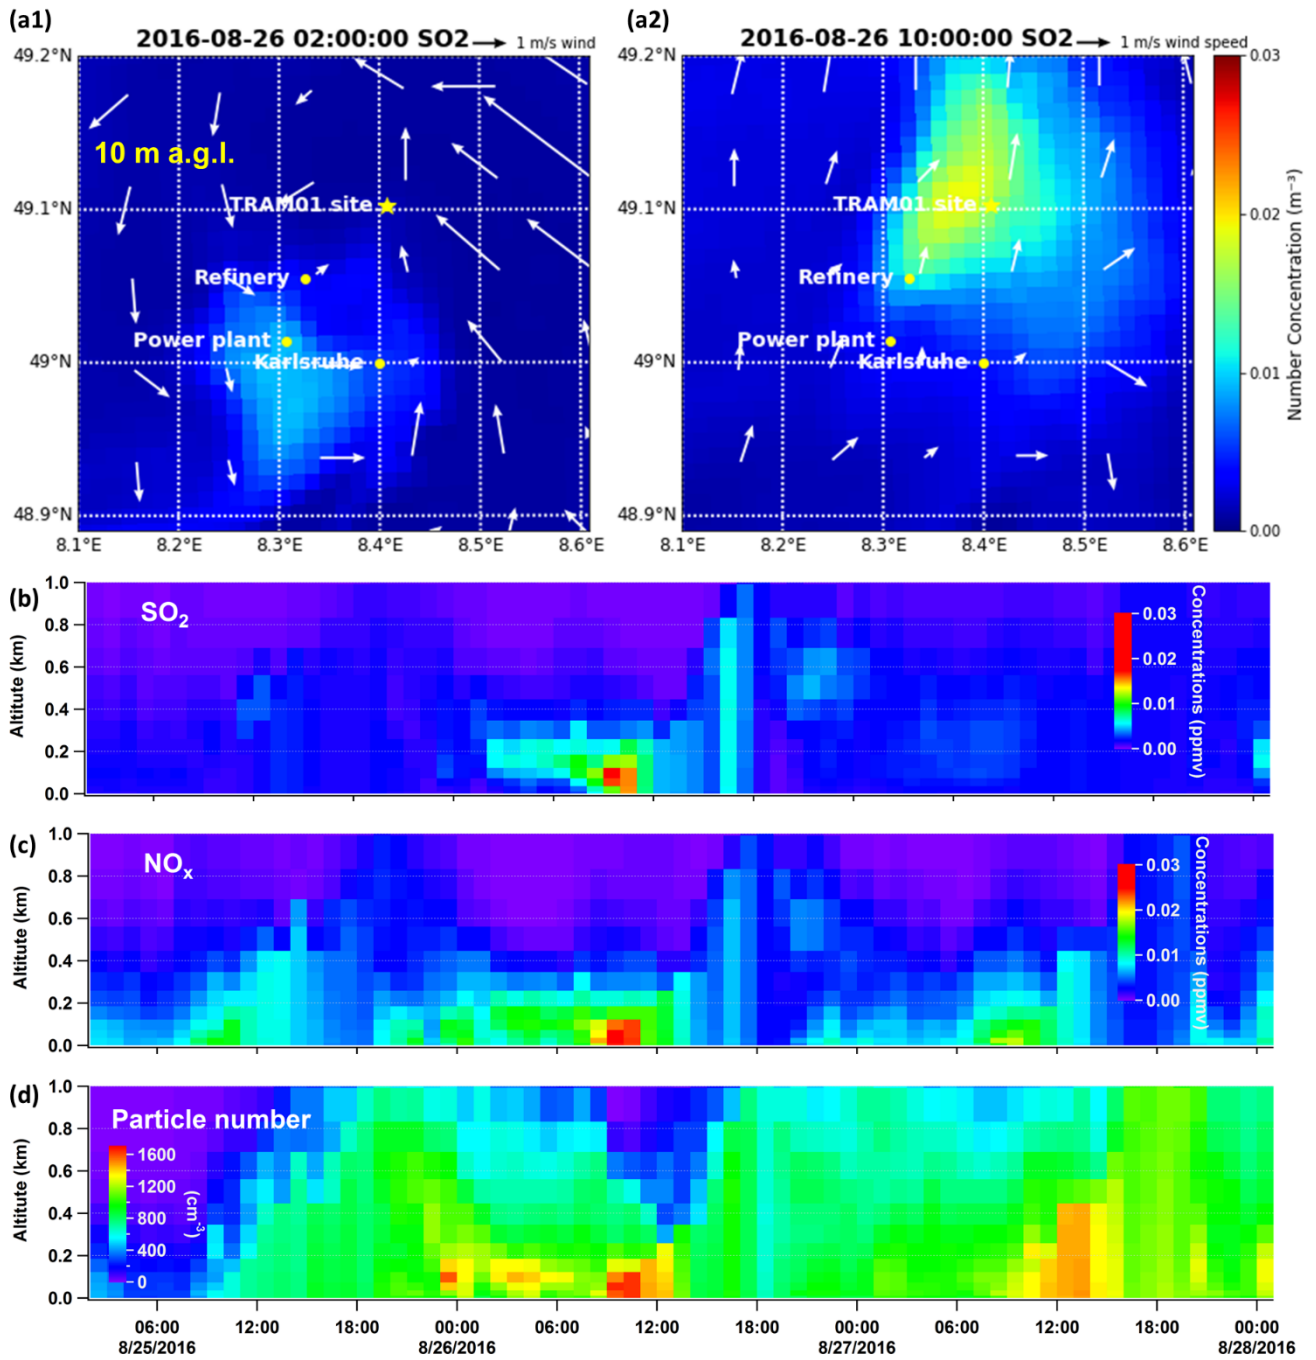 (a1)
2016-08-26 02:00:00 SO2 1 m/s wind
49.2°N
10 m a.g.l.
TRAM01 site
49.1°N
Refinery
Power plant
Karlsruhe
49°N
48.9°N
8.1°E 8.2°E 8.3°E 8.4°E 8.5°E 8.6°E
(a2)
2016-08-26 10:00:00 SO2 1 m/s wind speed
49.2°N
TRAM01 site
49.1°N
Refinery
Power plant
Karlsruhe
49°N
48.9°N
8.1°E 8.2°E 8.3°E 8.4°E 8.5°E 8.6°E
0.03
0.02
0.01
0.00
Number Concentration (m⁻³)
(b)
SO2
Altitute (km)
1.0
0.8
0.6
0.4
0.2
0.0
0.03
0.02
0.01
0.00
Concentrations (ppmv)
(c)
NOx
Altitute (km)
1.0
0.8
0.6
0.4
0.2
0.0
0.03
0.02
0.01
0.00
Concentrations (ppmv)
(d)
Particle number
Altitute (km)
1.0
0.8
0.6
0.4
0.2
0.0
1600
1200
800
400
0
(cm-3)
06:00 12:00 18:00 00:00 06:00 12:00 18:00 00:00 06:00 12:00 18:00 00:00
8/25/2016 8/26/2016 8/27/2016 8/28/2016